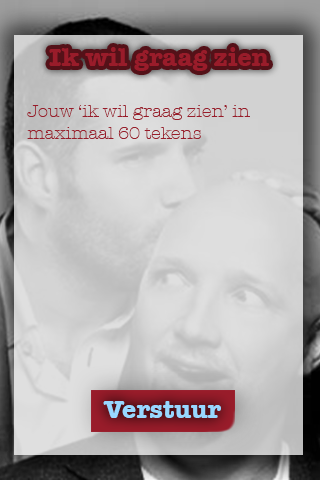 Ik wil graag zien
Jouw ‘ik wil graag zien’ in
maximaal 60 tekens
Verstuur